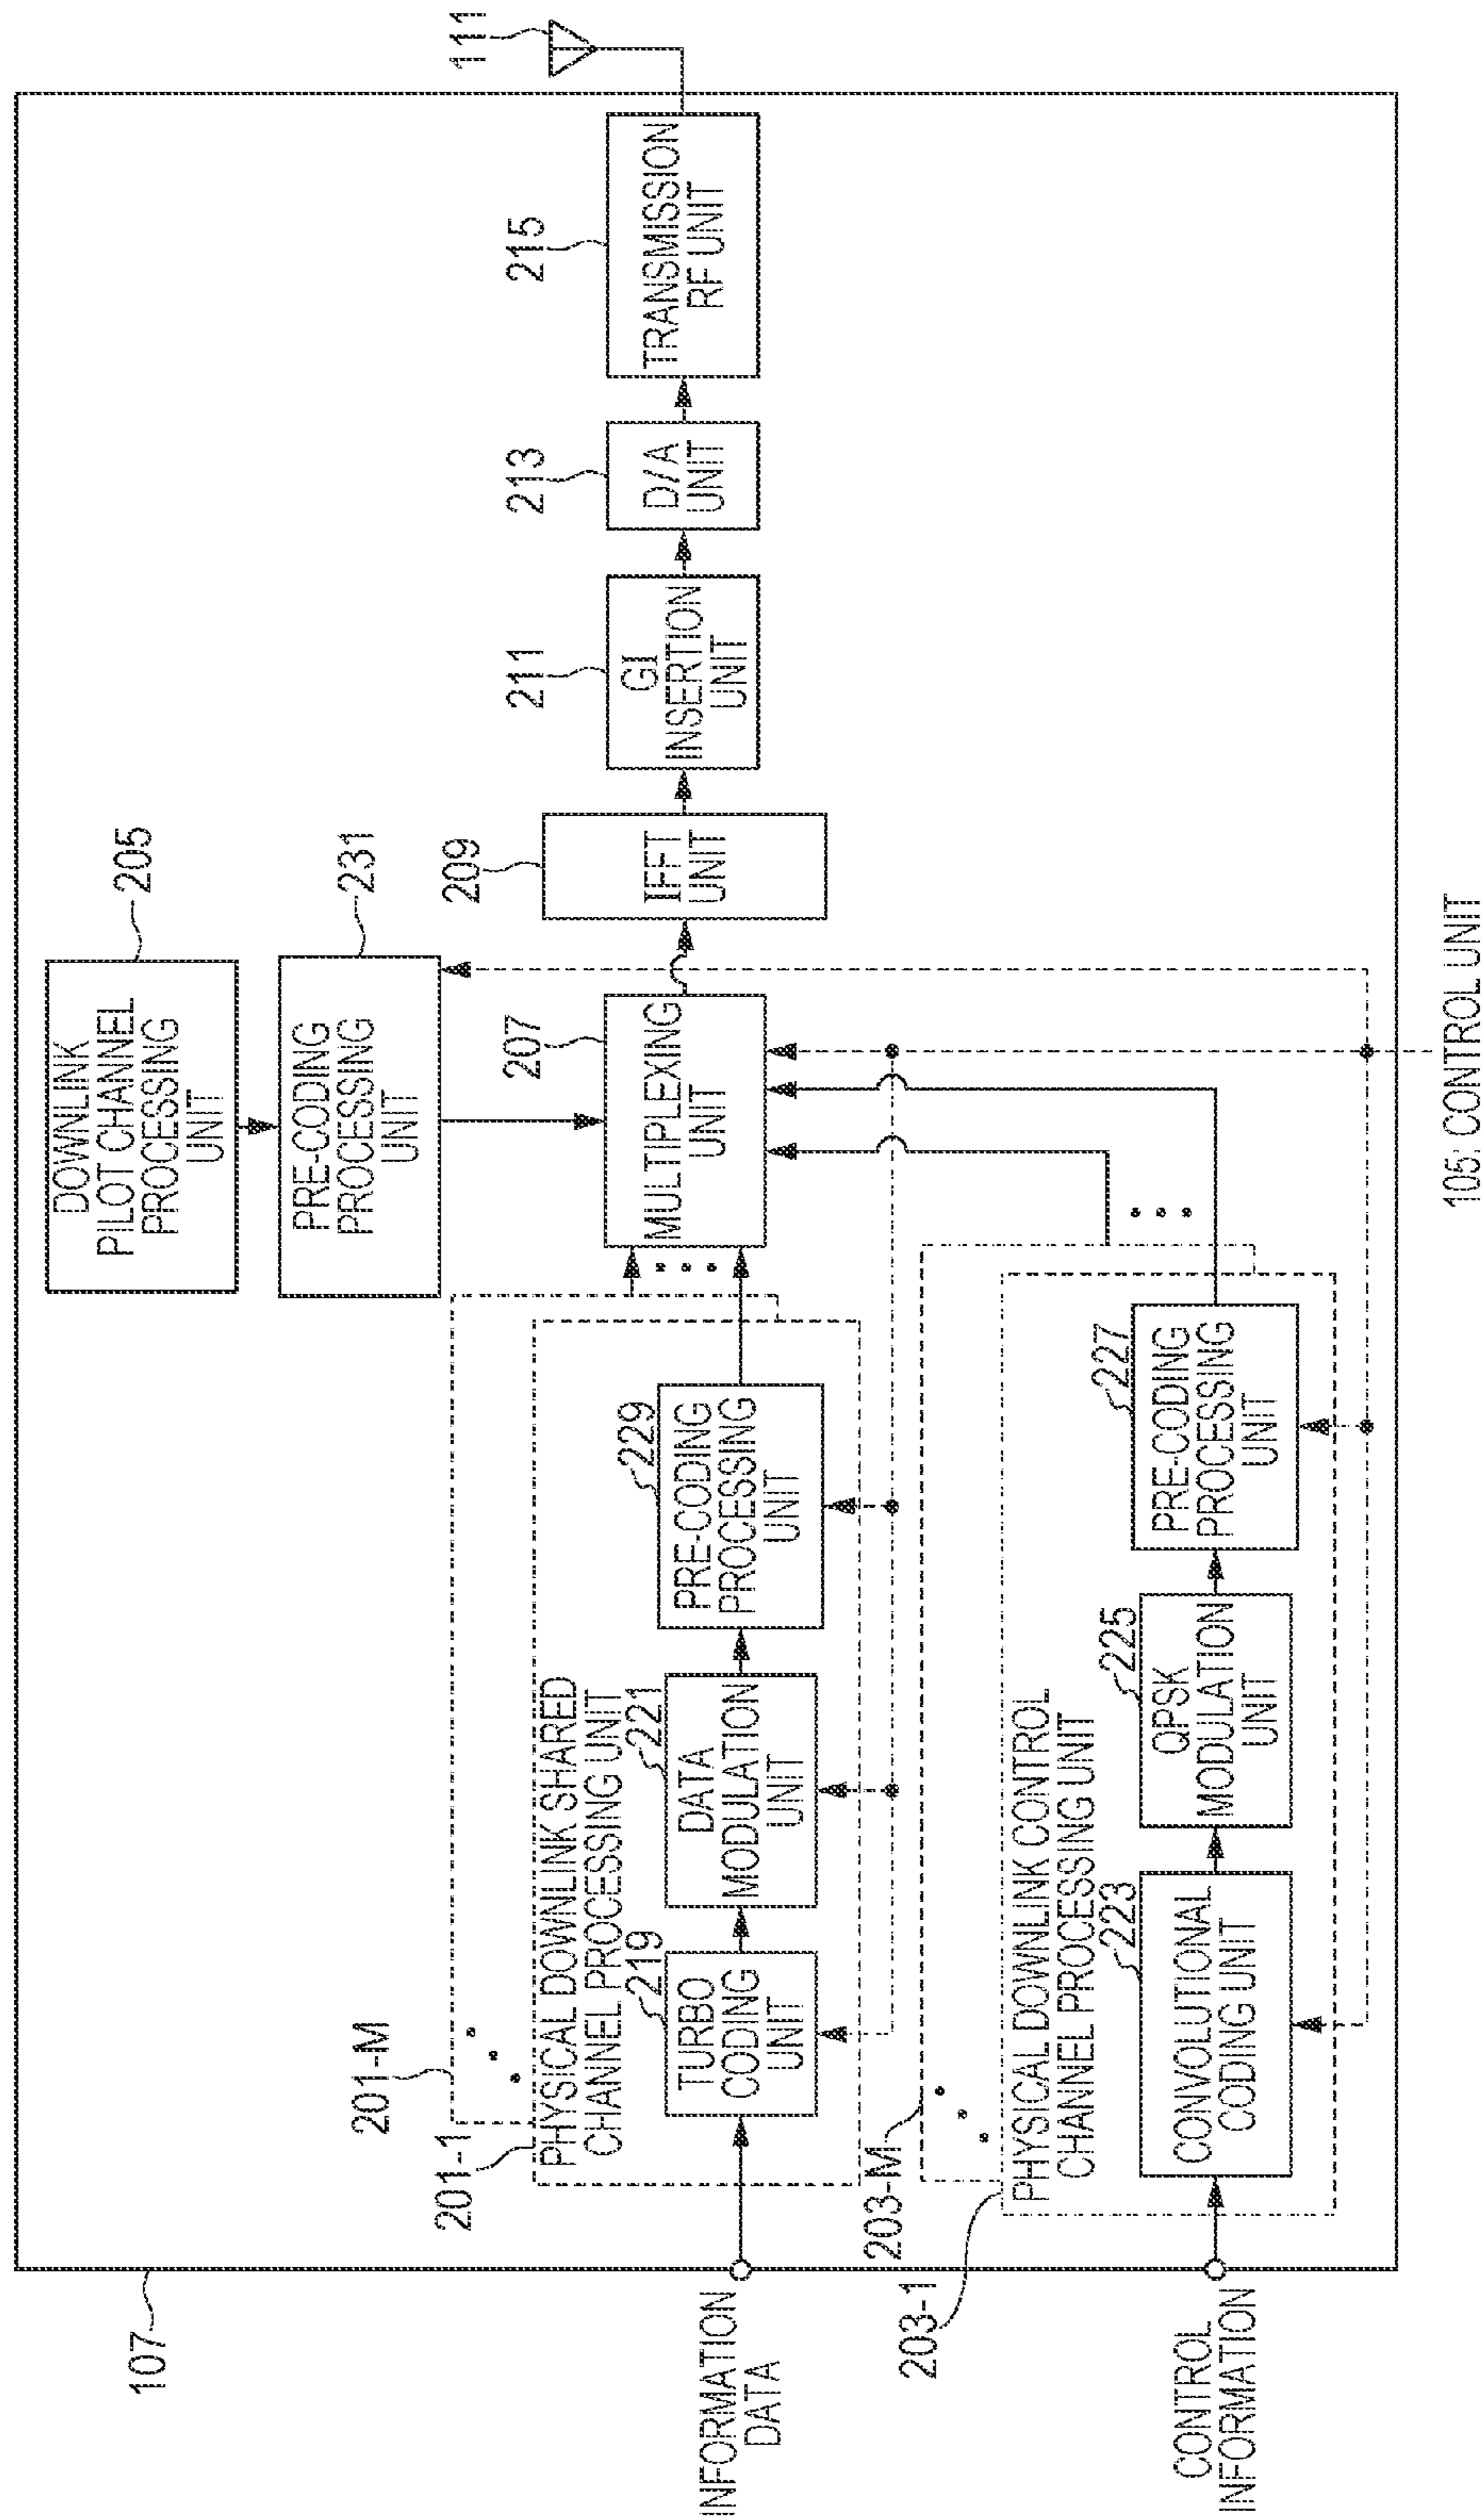 107
DOWNLINK
PILOT CHANNEL
PROCESSING
UNIT
205
PRE-CODING
PROCESSING
UNIT
231
201-M
201-1
PHYSICAL DOWNLINK SHARED
CHANNEL PROCESSING UNIT
INFORMATION
DATA
219
TURBO
CODING
UNIT
221
DATA
MODULATION
UNIT
229
PRE-CODING
PROCESSING
UNIT
207
MULTIPLEXING
UNIT
209
IFFT
UNIT
211
GI
INSERTION
UNIT
213
D/A
UNIT
215
TRANSMISSION
RF UNIT
111
203-M
203-1
PHYSICAL DOWNLINK CONTROL
CHANNEL PROCESSING UNIT
CONTROL
INFORMATION
223
CONVOLUTIONAL
CODING UNIT
225
QPSK
MODULATION
UNIT
227
PRE-CODING
PROCESSING
UNIT
105: CONTROL UNIT